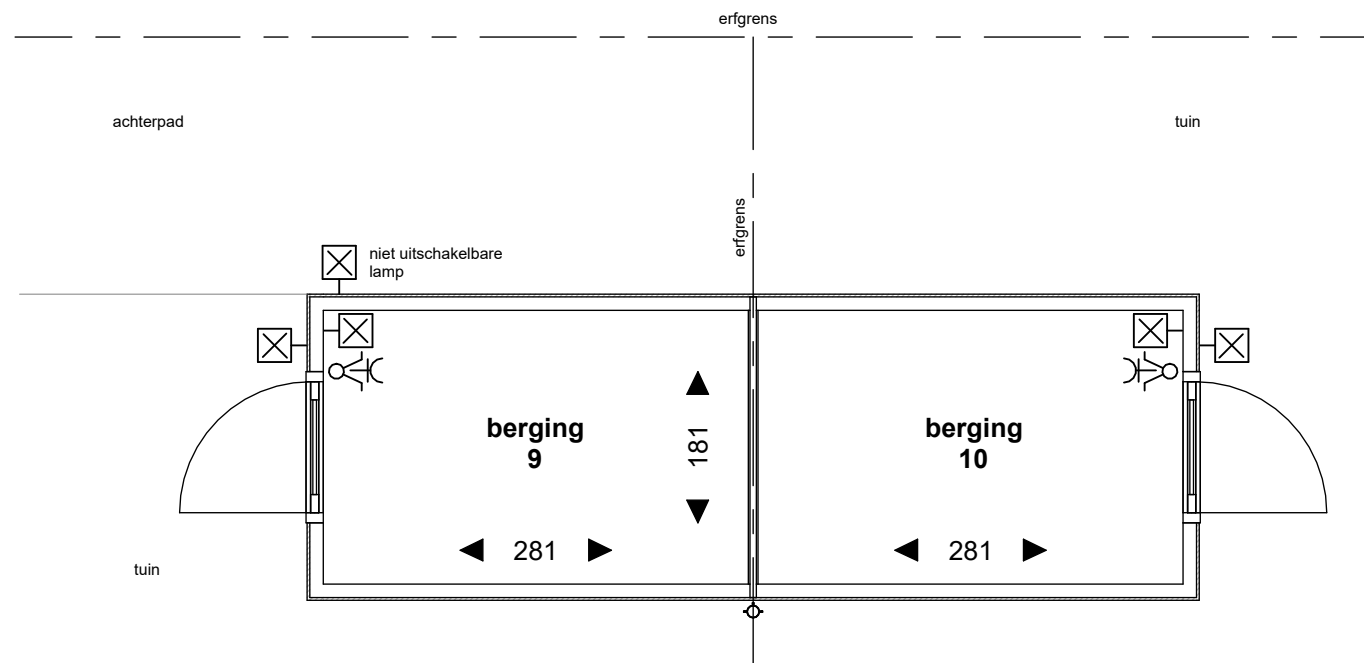 erfgrens
achterpad
tuin
erfgrens
niet uitschakelbare
lamp
berging
9
181
berging
10
281
281
tuin